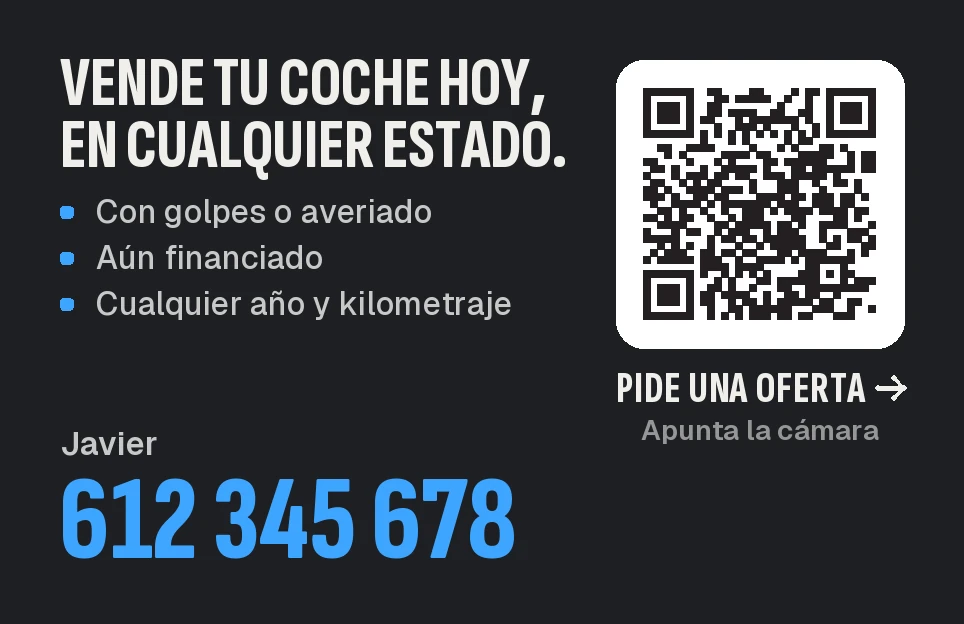 VENDE TU COCHE HOY,
EN CUALQUIER ESTADO.
Con golpes o averiado
Aún financiado
Cualquier año y kilometraje
PIDE UNA OFERTA →
Apunta la cámara
Javier
612 345 678